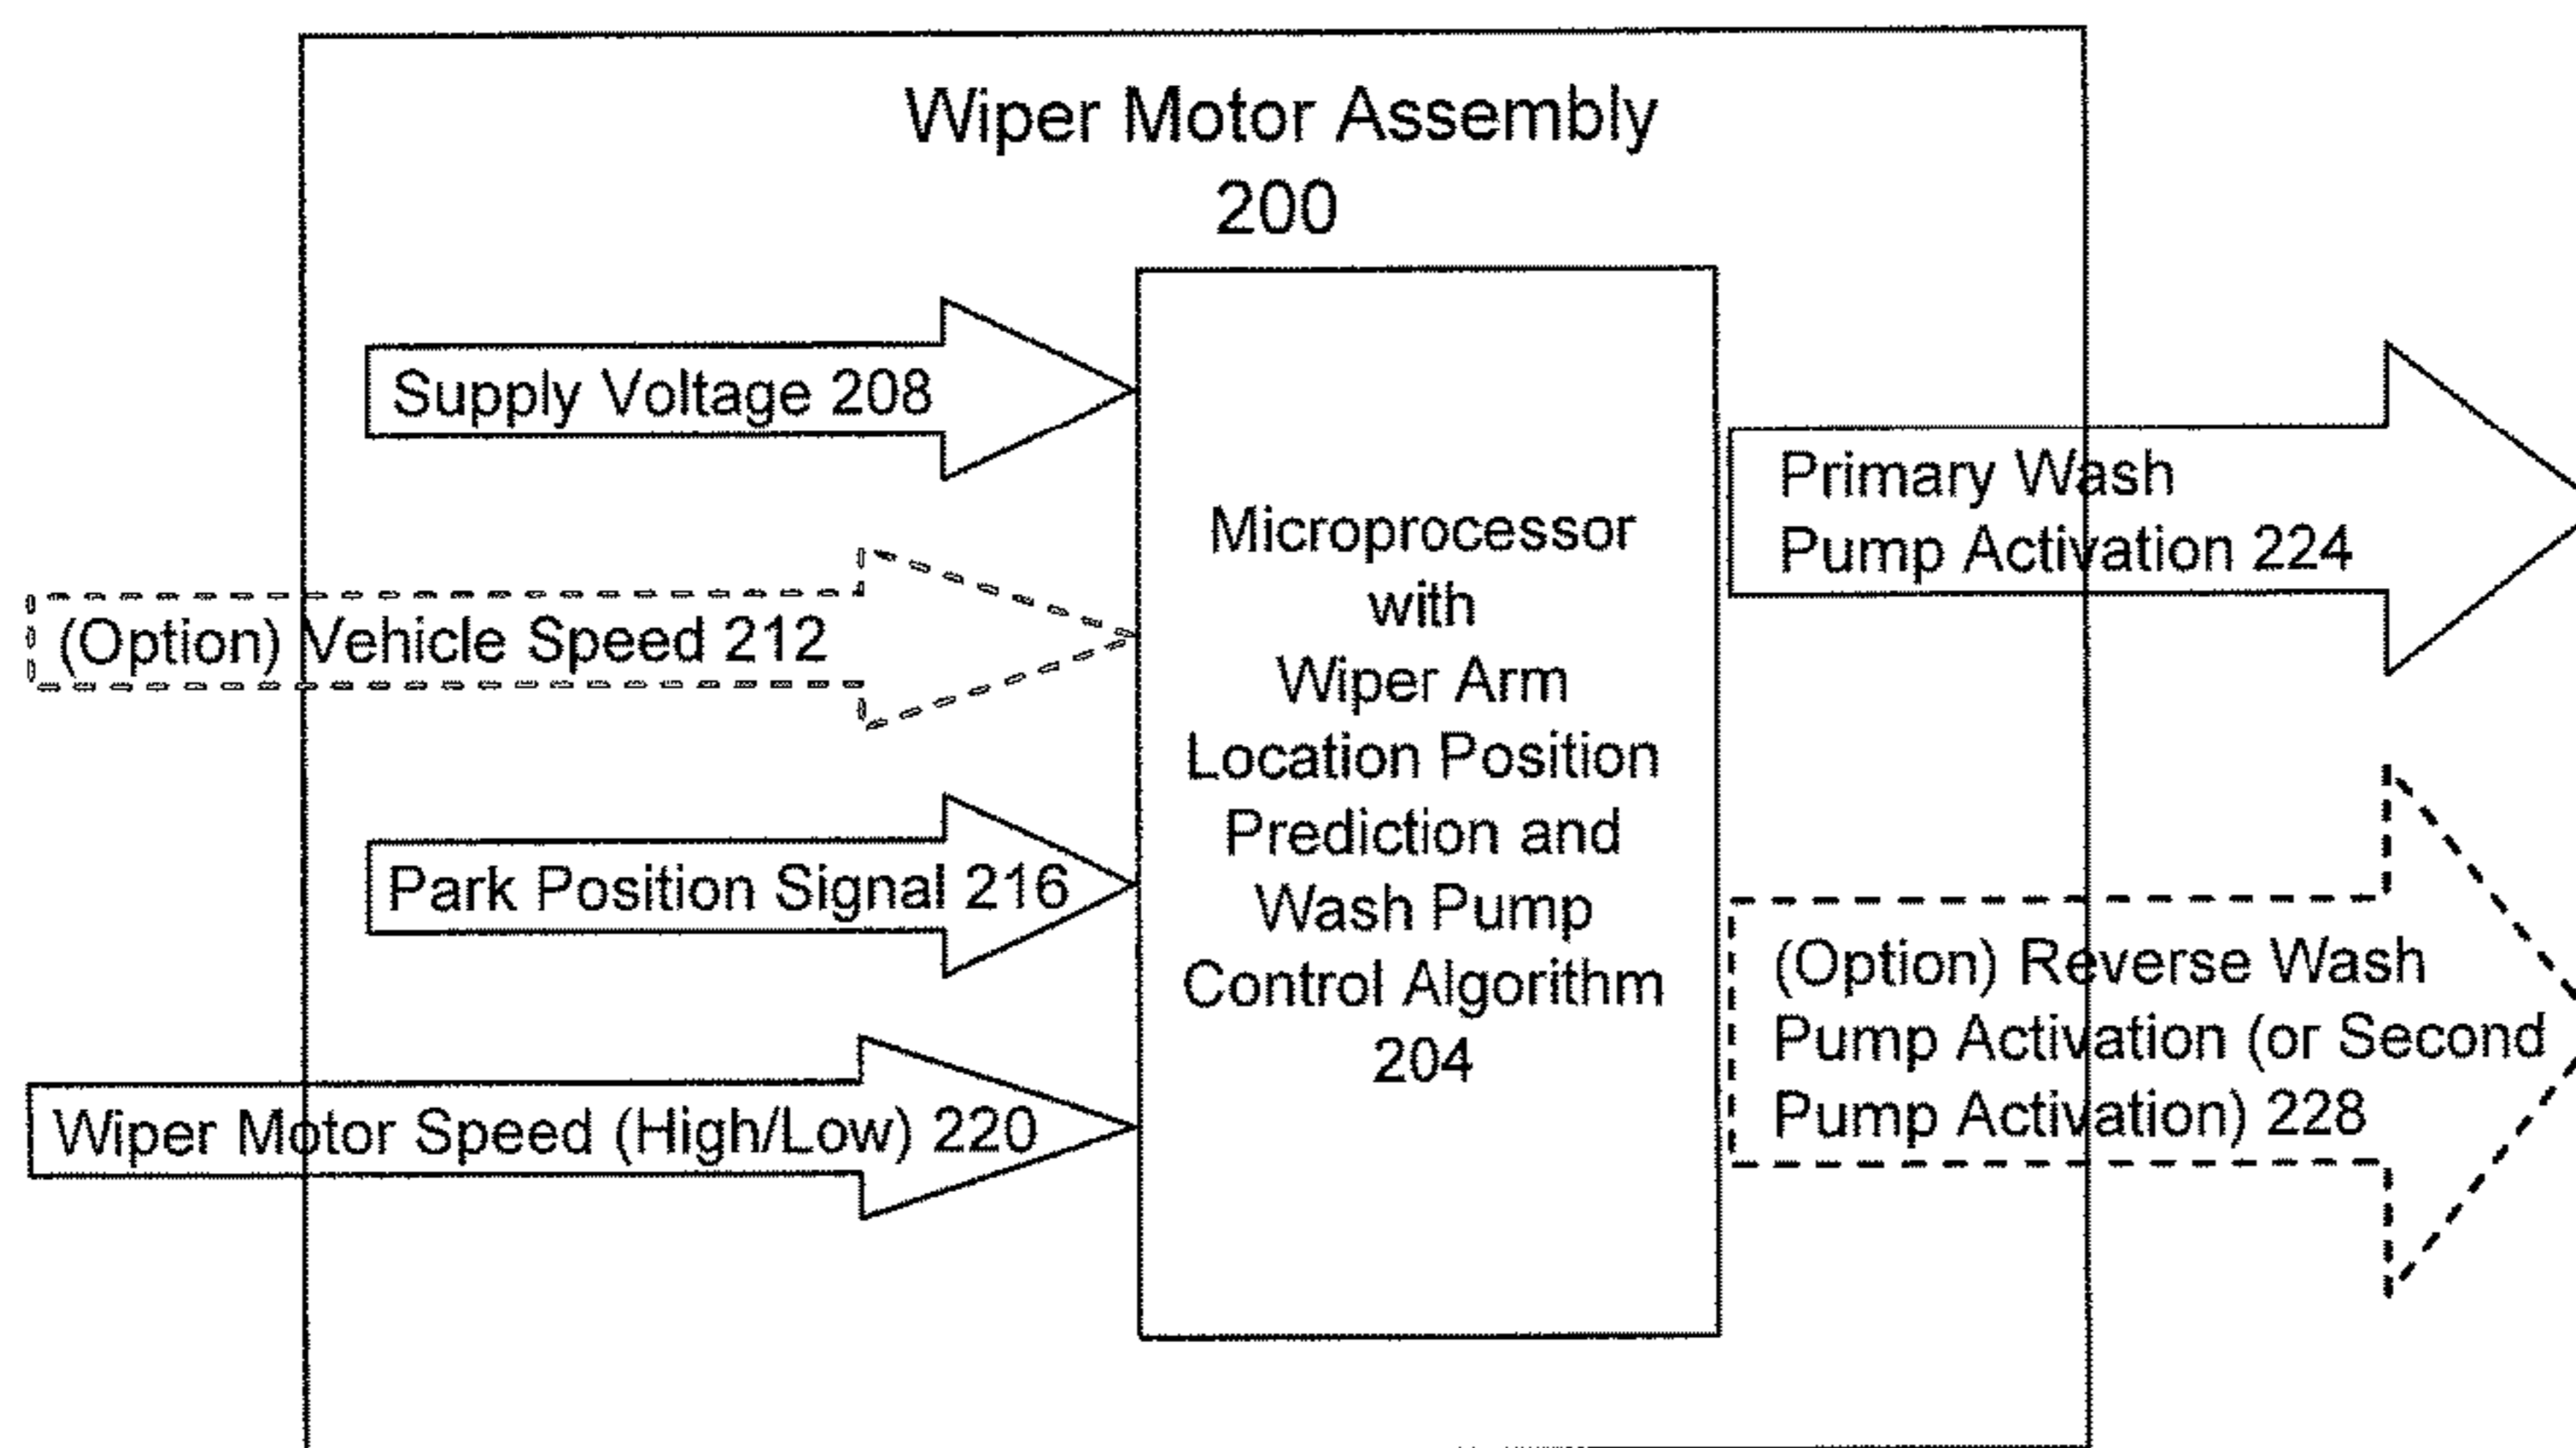 Wiper Motor Assembly
200
Supply Voltage 208
(Option) Vehicle Speed 212
Park Position Signal 216
Wiper Motor Speed (High/Low) 220
Microprocessor
with
Wiper Arm
Location Position
Prediction and
Wash Pump
Control Algorithm
204
Primary Wash
Pump Activation 224
(Option) Reverse Wash
Pump Activation (or Second
Pump Activation) 228